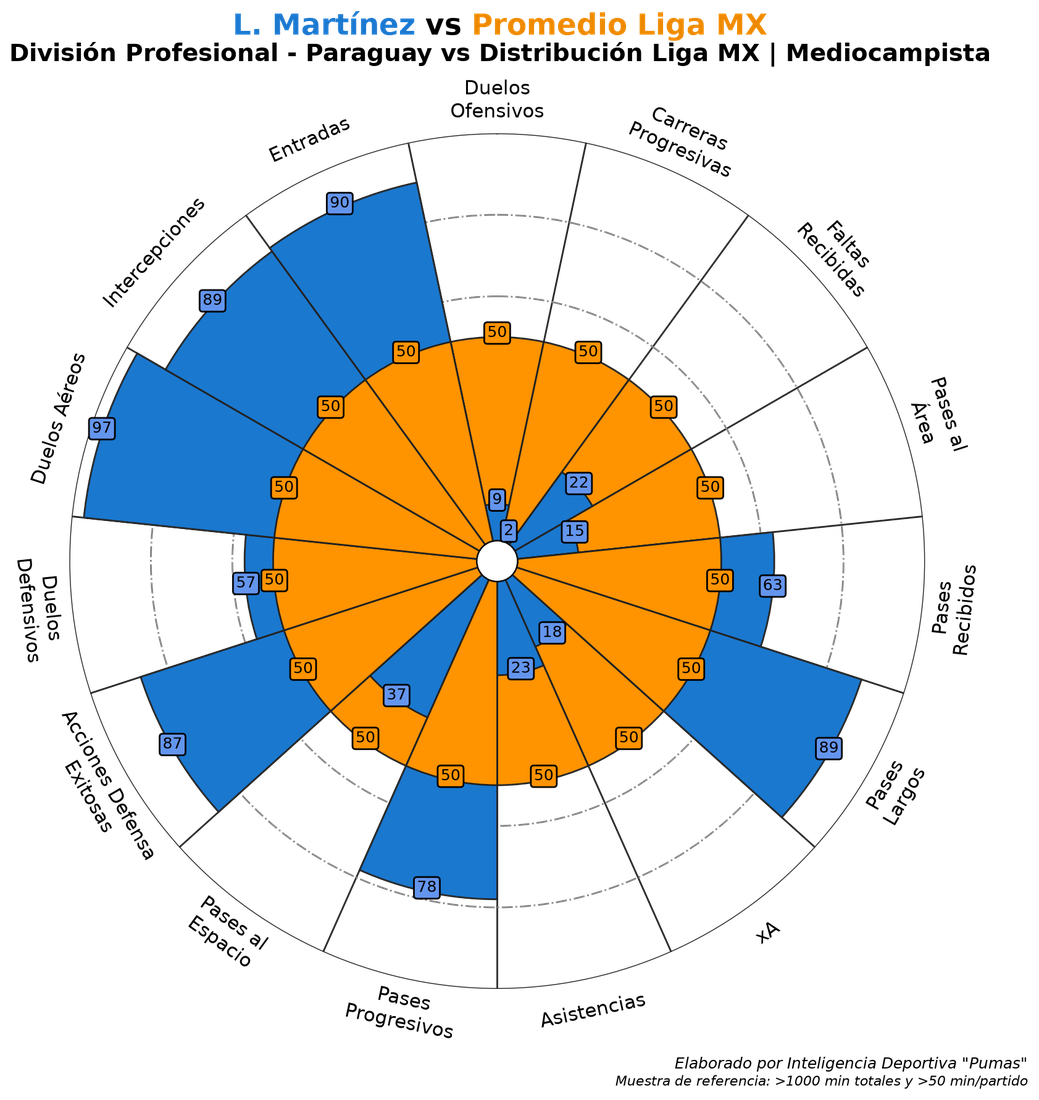 L. Martínez vs Promedio Liga MX
División Profesional - Paraguay vs Distribución Liga MX | Mediocampista
Duelos
Ofensivos
9
50
Carreras
Progresivas
2
50
Faltas
Recibidas
22
50
Pases al
Área
15
50
Pases
Recibidos
63
50
Pases
Largos
89
50
xA
18
50
Asistencias
23
50
Pases
Progresivos
78
50
Pases al
Espacio
37
50
Acciones Defensa
Exitosas
87
50
Duelos
Defensivos
57
50
Duelos Aéreos
97
50
Intercepciones
89
50
Entradas
90
50
Elaborado por Inteligencia Deportiva "Pumas"
Muestra de referencia: >1000 min totales y >50 min/partido